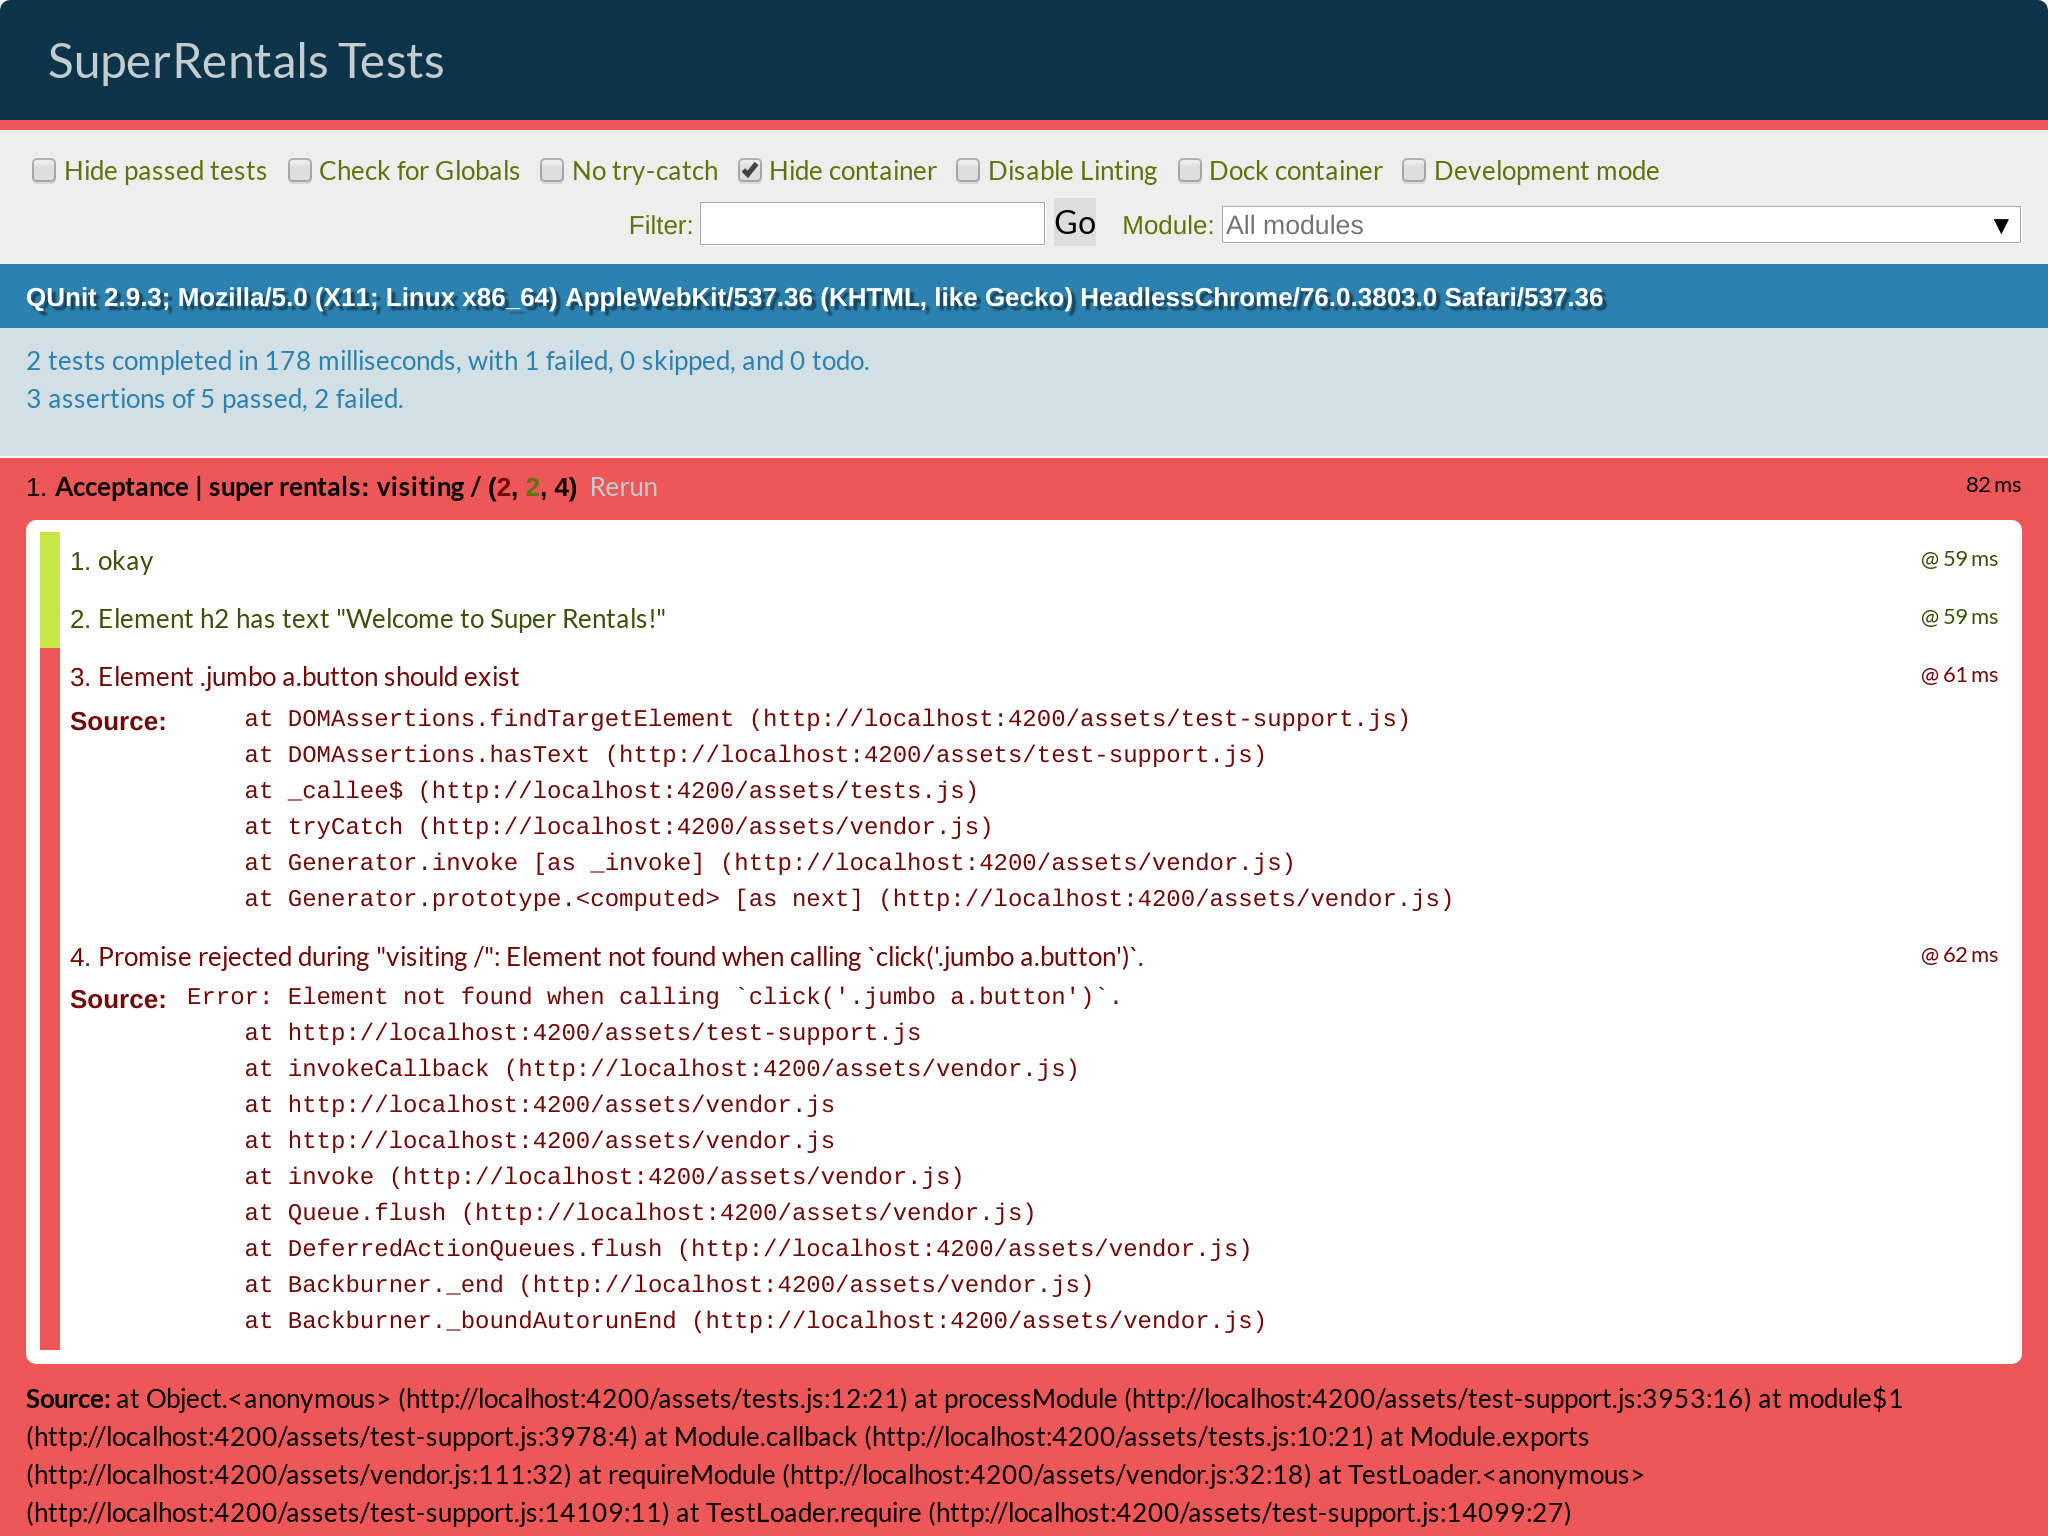 SuperRentals Tests
Hide passed tests Check for Globals No try-catch Hide container Disable Linting Dock container Development mode
Filter: Go Module: All modules ▼
QUnit 2.9.3; Mozilla/5.0 (X11; Linux x86_64) AppleWebKit/537.36 (KHTML, like Gecko) HeadlessChrome/76.0.3803.0 Safari/537.36
2 tests completed in 178 milliseconds, with 1 failed, 0 skipped, and 0 todo.
3 assertions of 5 passed, 2 failed.
1. Acceptance | super rentals: visiting / (2, 2, 4) Rerun 82 ms
1. okay @ 59 ms
2. Element h2 has text "Welcome to Super Rentals!" @ 59 ms
3. Element .jumbo a.button should exist @ 61 ms
Source: at DOMAssertions.findTargetElement (http://localhost:4200/assets/test-support.js)
at DOMAssertions.hasText (http://localhost:4200/assets/test-support.js)
at _callee$ (http://localhost:4200/assets/tests.js)
at tryCatch (http://localhost:4200/assets/vendor.js)
at Generator.invoke [as _invoke] (http://localhost:4200/assets/vendor.js)
at Generator.prototype.<computed> [as next] (http://localhost:4200/assets/vendor.js)
4. Promise rejected during "visiting /": Element not found when calling `click('.jumbo a.button')`. @ 62 ms
Source: Error: Element not found when calling `click('.jumbo a.button')`.
at http://localhost:4200/assets/test-support.js
at invokeCallback (http://localhost:4200/assets/vendor.js)
at http://localhost:4200/assets/vendor.js
at http://localhost:4200/assets/vendor.js
at invoke (http://localhost:4200/assets/vendor.js)
at Queue.flush (http://localhost:4200/assets/vendor.js)
at DeferredActionQueues.flush (http://localhost:4200/assets/vendor.js)
at Backburner._end (http://localhost:4200/assets/vendor.js)
at Backburner._boundAutorunEnd (http://localhost:4200/assets/vendor.js)
Source: at Object.<anonymous> (http://localhost:4200/assets/tests.js:12:21) at processModule (http://localhost:4200/assets/test-support.js:3953:16) at module$1
(http://localhost:4200/assets/test-support.js:3978:4) at Module.callback (http://localhost:4200/assets/tests.js:10:21) at Module.exports
(http://localhost:4200/assets/vendor.js:111:32) at requireModule (http://localhost:4200/assets/vendor.js:32:18) at TestLoader.<anonymous>
(http://localhost:4200/assets/test-support.js:14109:11) at TestLoader.require (http://localhost:4200/assets/test-support.js:14099:27)